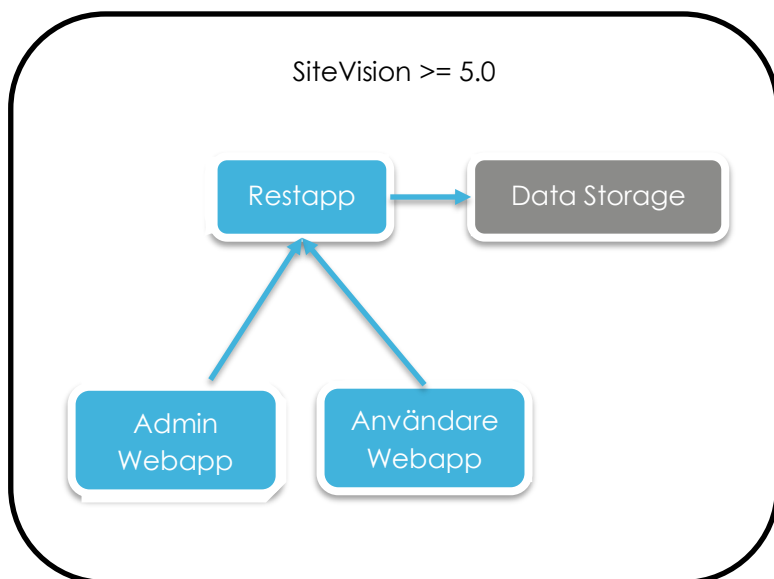 SiteVision >= 5.0
Restapp
Data Storage
Admin
Webapp
Användare
Webapp